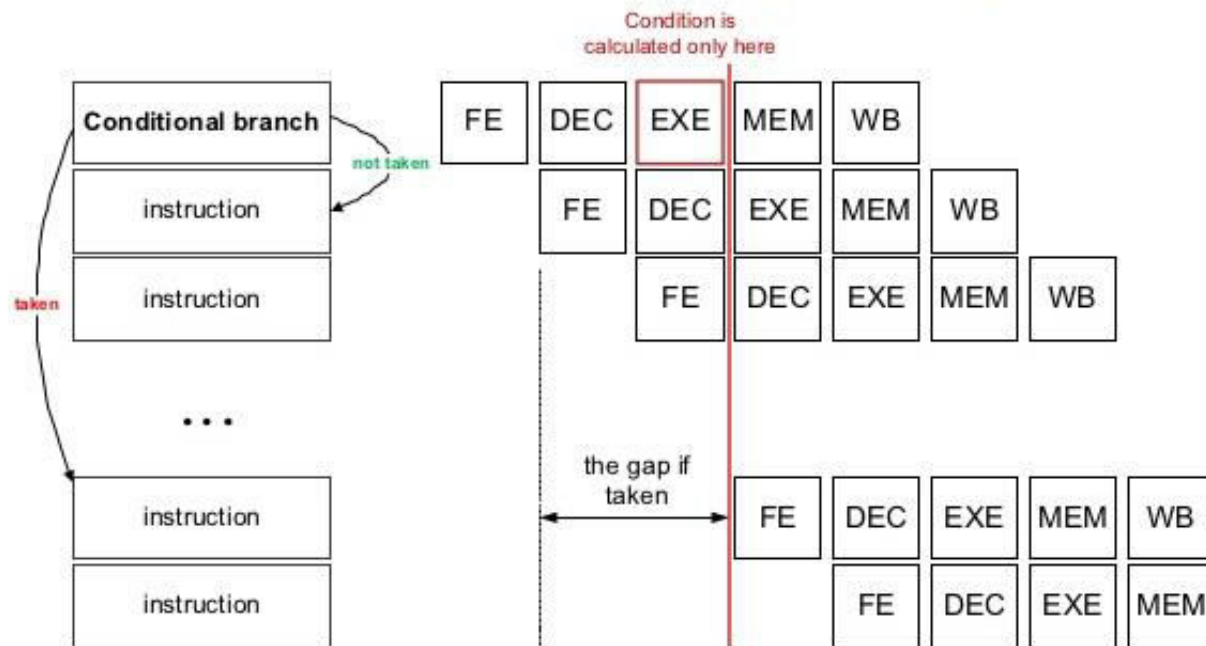 Condition is
calculated only here
Conditional branch
FE DEC EXE MEM WB
not taken
instruction
FE DEC EXE MEM WB
instruction
FE DEC EXE MEM WB
taken
...
the gap if
taken
instruction
FE DEC EXE MEM WB
instruction
FE DEC EXE MEM